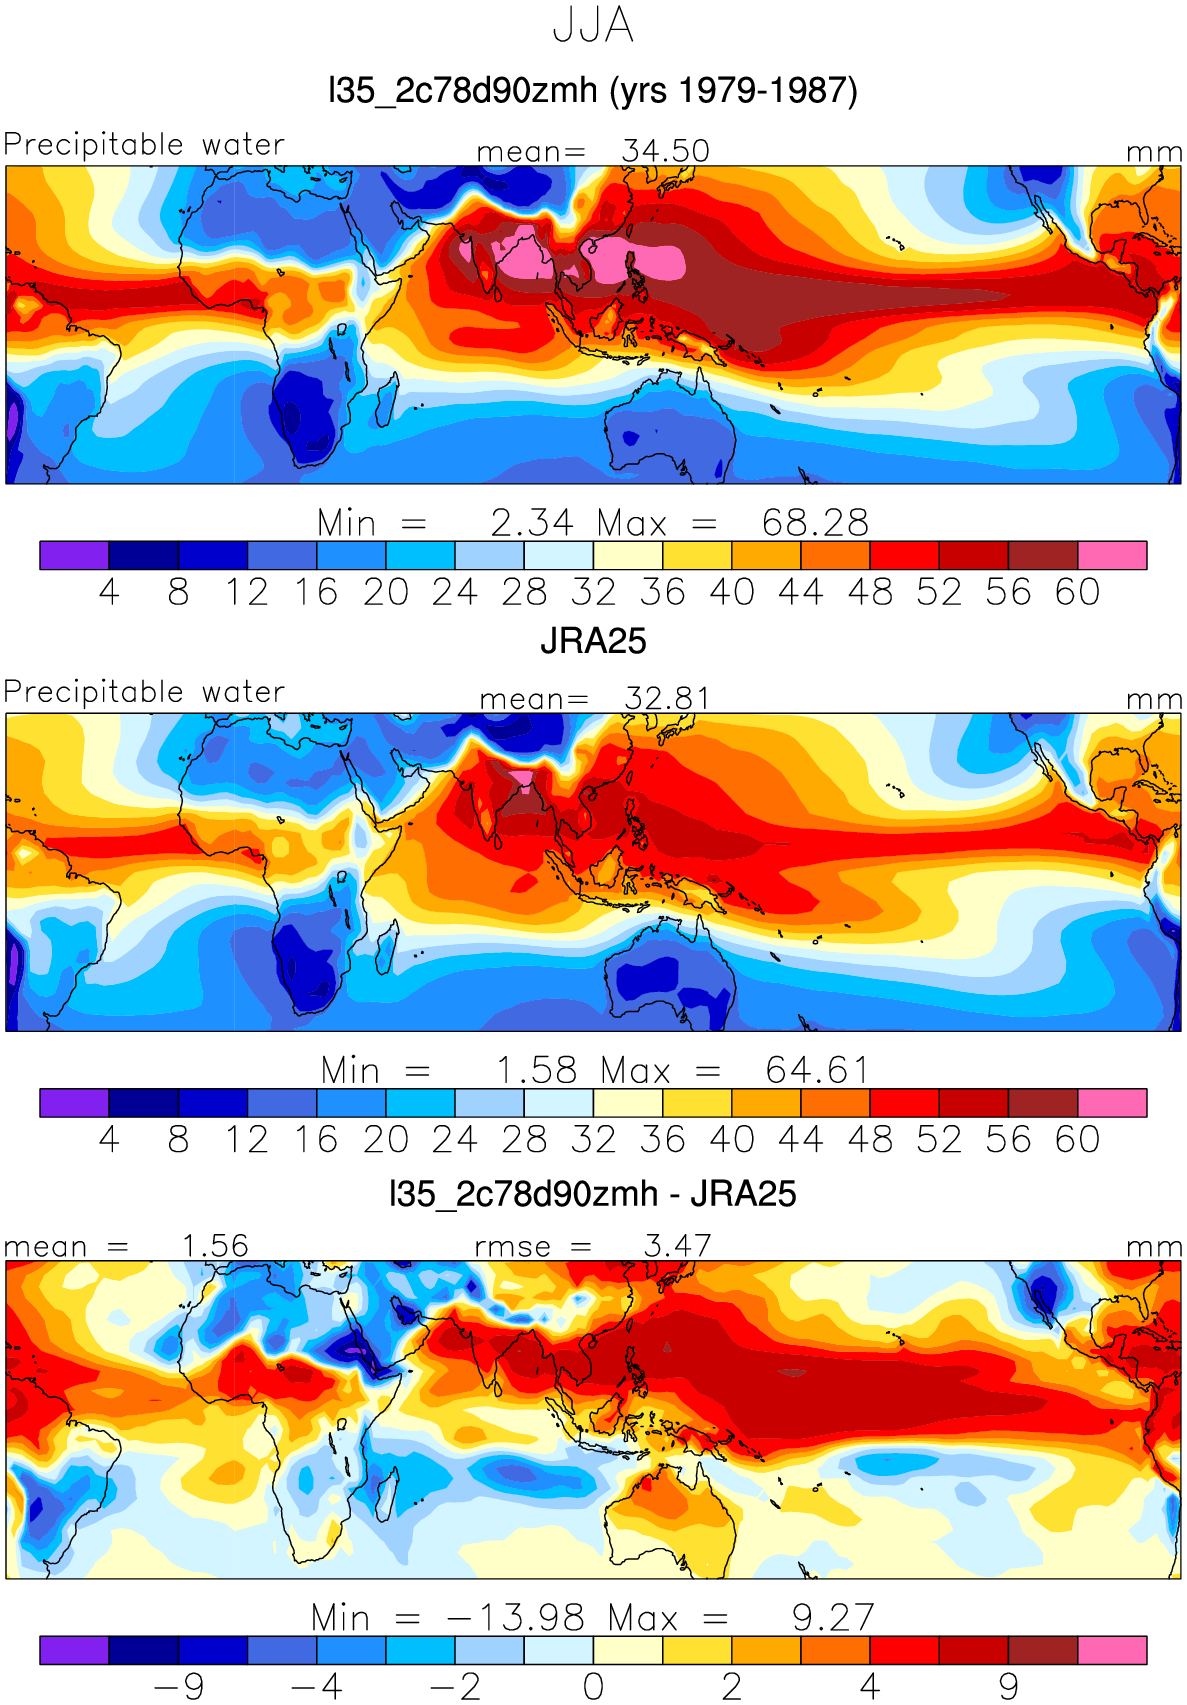 JJA
l35_2c78d90zmh (yrs 1979-1987)
Precipitable water mean= 34.50 mm
Min = 2.34 Max = 68.28
4 8 12 16 20 24 28 32 36 40 44 48 52 56 60
JRA25
Precipitable water mean= 32.81 mm
Min = 1.58 Max = 64.61
4 8 12 16 20 24 28 32 36 40 44 48 52 56 60
l35_2c78d90zmh - JRA25
mean = 1.56 rmse = 3.47 mm
Min = -13.98 Max = 9.27
-9 -4 -2 0 2 4 9